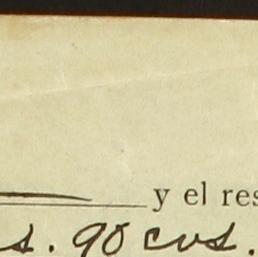 y el res
s. 90 cvs.